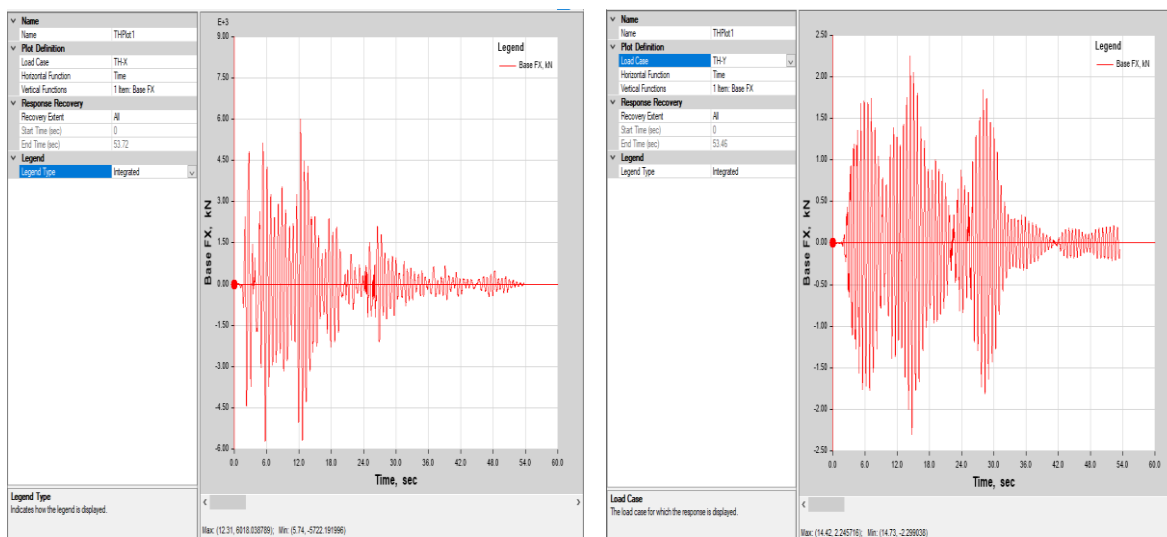 Name
Name THPlot1
Plot Definition
Load Case TH-X
Horizontal Function Time
Vertical Functions 1 Item: Base FX
Response Recovery
Recovery Extent All
Start Time (sec) 0
End Time (sec) 53.72
Legend
Legend Type Integrated
Legend Type
Indicates how the legend is displayed.
E+3
Legend
Base FX, kN
9.00
7.50
6.00
4.50
3.00
1.50
0.00
-1.50
-3.00
-4.50
-6.00
Base FX, kN
0.0 6.0 12.0 18.0 24.0 30.0 36.0 42.0 48.0 54.0 60.0
Time, sec
Max: (12.31, 6018.038789); Min: (5.74, -5722.191996)
Name
Name THPlot1
Plot Definition
Load Case TH-Y
Horizontal Function Time
Vertical Functions 1 Item: Base FX
Response Recovery
Recovery Extent All
Start Time (sec) 0
End Time (sec) 53.46
Legend
Legend Type Integrated
Load Case
The load case for which the response is displayed.
Legend
Base FX, kN
2.50
2.00
1.50
1.00
0.50
0.00
-0.50
-1.00
-1.50
-2.00
-2.50
Base FX, kN
0.0 6.0 12.0 18.0 24.0 30.0 36.0 42.0 48.0 54.0 60.0
Time, sec
Max: (14.42, 2.245716); Min: (14.73, -2.299038)